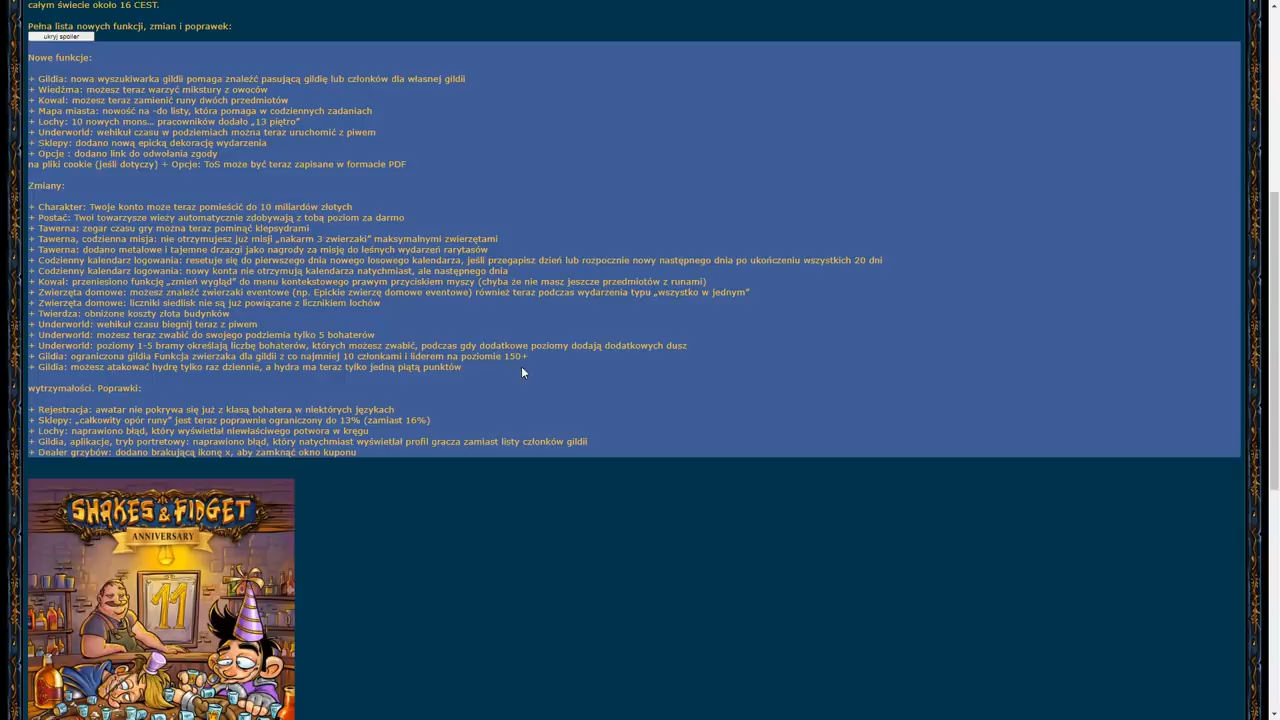 całym świecie około 16 CEST.
Pełna lista nowych funkcji, zmian i poprawek:
ukryj spoiler
Nowe funkcje:
+ Gildia: nowa wyszukiwarka gildii pomaga znaleźć pasującą gildię lub członków dla własnej gildii
+ Wiedźma: możesz teraz warzyć mikstury z owoców
+ Kowal: możesz teraz zamienić runy dwóch przedmiotów
+ Mapa miasta: nowość na -do listy, która pomaga w codziennych zadaniach
+ Lochy: 10 nowych mons... pracowników dodało „13 piętro”
+ Underworld: wehikuł czasu w podziemiach można teraz uruchomić z piwem
+ Sklepy: dodano nową epicką dekorację wydarzenia
+ Opcje : dodano link do odwołania zgody
na pliki cookie (jeśli dotyczy) + Opcje: ToS może być teraz zapisane w formacie PDF
Zmiany:
+ Charakter: Twoje konto może teraz pomieścić do 10 miliardów złotych
+ Postać: Twoi towarzysze wieży automatycznie zdobywają z tobą poziom za darmo
+ Tawerna: zegar czasu gry można teraz pominąć klepsydrami
+ Tawerna, codzienna misja: nie otrzymujesz już misji „nakarm 3 zwierzaki” maksymalnymi zwierzętami
+ Tawerna: dodano metalowe i tajemne drzazgi jako nagrody za misję do leśnych wydarzeń rarytasów
+ Codzienny kalendarz logowania: resetuje się do pierwszego dnia nowego losowego kalendarza, jeśli przegapisz dzień lub rozpocznie nowy następnego dnia po ukończeniu wszystkich 20 dni
+ Codzienny kalendarz logowania: nowy konta nie otrzymują kalendarza natychmiast, ale następnego dnia
+ Kowal: przeniesiono funkcję „zmień wygląd” do menu kontekstowego prawym przyciskiem myszy (chyba że nie masz jeszcze przedmiotów z runami)
+ Zwierzęta domowe: możesz znaleźć zwierzaki eventowe (np. Epickie zwierzę domowe eventowe) również teraz podczas wydarzenia typu „wszystko w jednym”
+ Zwierzęta domowe: liczniki siedlisk nie są już powiązane z licznikiem lochów
+ Twierdza: obniżone koszty złota budynków
+ Underworld: wehikuł czasu biegnij teraz z piwem
+ Underworld: możesz teraz zwabić do swojego podziemia tylko 5 bohaterów
+ Underworld: poziomy 1-5 bramy określają liczbę bohaterów, których możesz zwabić, podczas gdy dodatkowe poziomy dodają dodatkowych dusz
+ Gildia: ograniczona gildia Funkcja zwierzaka dla gildii z co najmniej 10 członkami i liderem na poziomie 150+
+ Gildia: możesz atakować hydrę tylko raz dziennie, a hydra ma teraz tylko jedną piątą punktów
wytrzymałości. Poprawki:
+ Rejestracja: awatar nie pokrywa się już z klasą bohatera w niektórych językach
+ Sklepy: „całkowity opór runy” jest teraz poprawnie ograniczony do 13% (zamiast 16%)
+ Lochy: naprawiono błąd, który wyświetlał niewłaściwego potwora w kręgu
+ Gildia, aplikacje, tryb portretowy: naprawiono błąd, który natychmiast wyświetlał profil gracza zamiast listy członków gildii
+ Dealer grzybów: dodano brakującą ikonę x, aby zamknąć okno kuponu
SHAKES & FIDGET
ANNIVERSARY
11